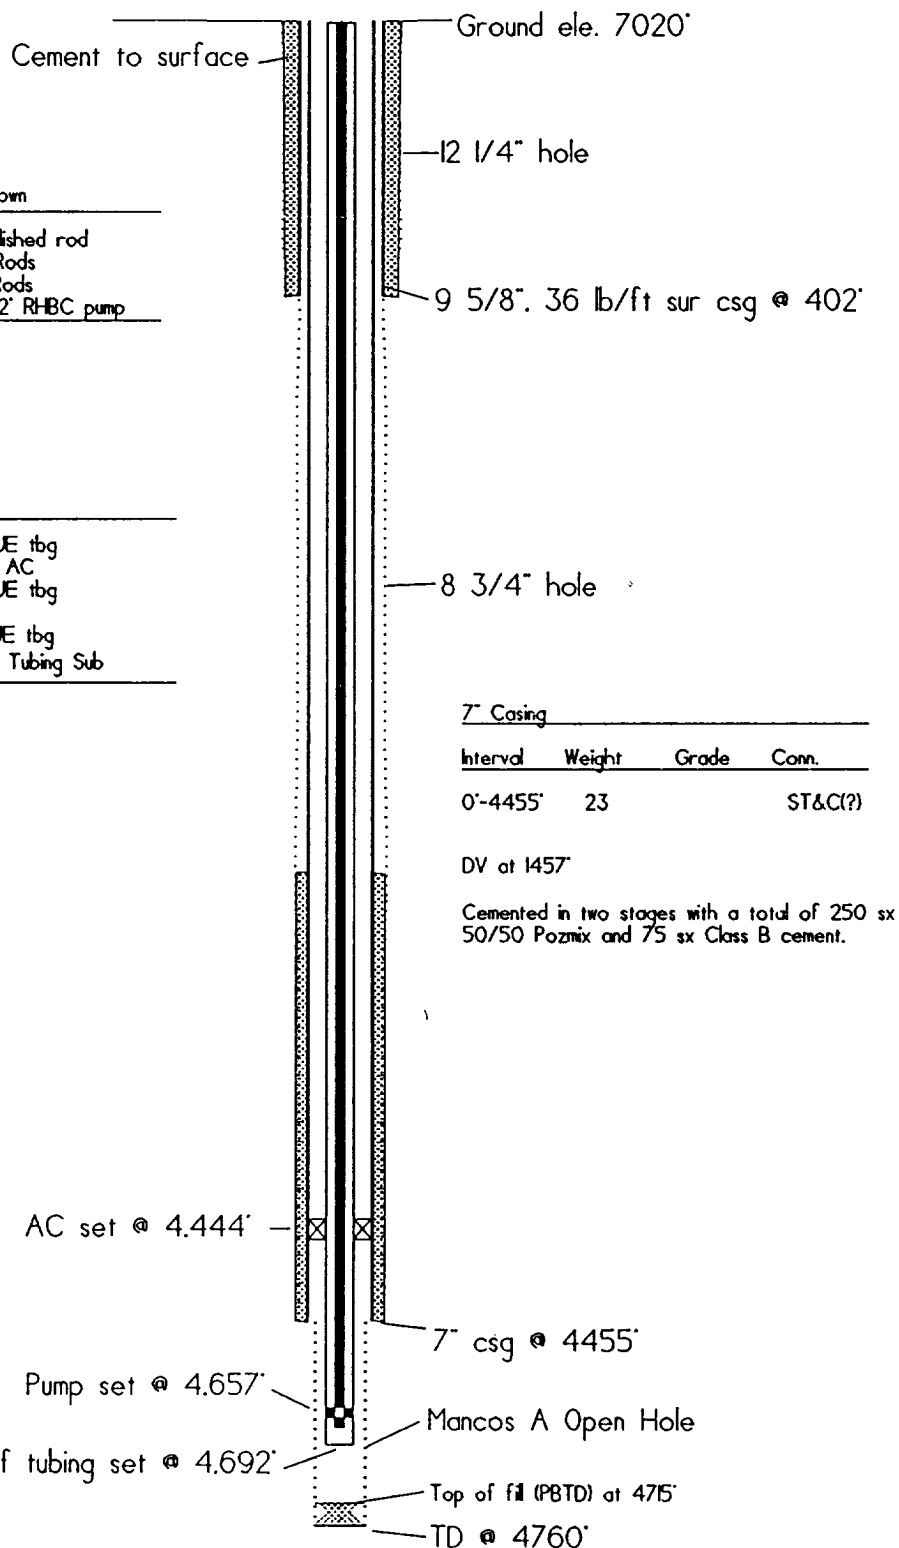 Ground ele. 7020'
Cement to surface
12 1/4" hole
lished rod
Rods
RHBC pump
9 5/8", 36 lb/ft sur csg @ 402'
UE tbg
AC
UE tbg
8 3/4" hole
UE tbg
Tubing Sub
7" Casing
Interval Weight Grade Conn.
0'-4455' 23 ST&C(?)
DV at 1457'
Cemented in two stages with a total of 250 sx
50/50 Pozmix and 75 sx Class B cement.
AC set @ 4,444'
7" csg @ 4455'
Pump set @ 4,657'
Mancos A Open Hole
f tubing set @ 4,692'
Top of fill (PBTD) at 4715'
TD @ 4760'